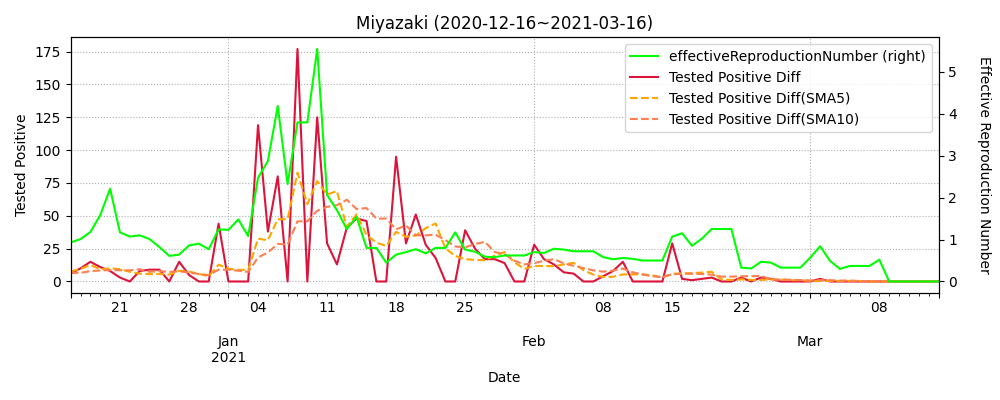 Miyazaki (2020-12-16~2021-03-16)
effectiveReproductionNumber (right)
Tested Positive Diff
Tested Positive Diff(SMA5)
Tested Positive Diff(SMA10)
Tested Positive
175
150
125
100
75
50
25
0
5
4
3
2
1
0
Effective Reproduction Number
21 28 04 11 18 25 08 15 22 08
Jan Feb Mar
2021
Date